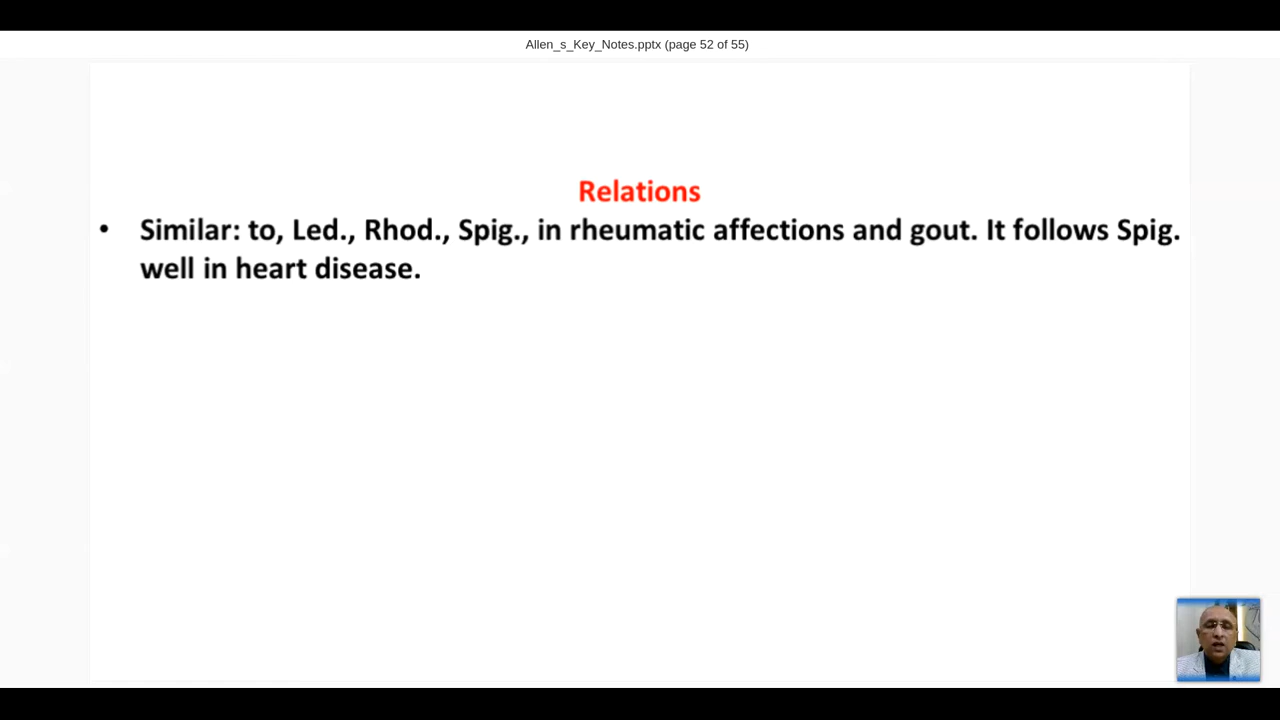 Allen_s_Key_Notes.pptx (page 52 of 55)
Relations
• Similar: to, Led., Rhod., Spig., in rheumatic affections and gout. It follows Spig.
well in heart disease.